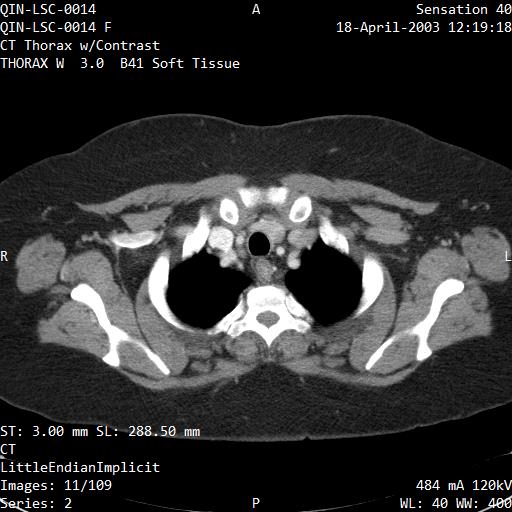 QIN-LSC-0014 A Sensation 40
QIN-LSC-0014 F 18-April-2003 12:19:18
CT Thorax w/Contrast
THORAX W 3.0 B41 Soft Tissue
R L
ST: 3.00 mm SL: 288.50 mm
CT
LittleEndianImplicit
Images: 11/109 484 mA 120kV
Series: 2 P WL: 40 WW: 400